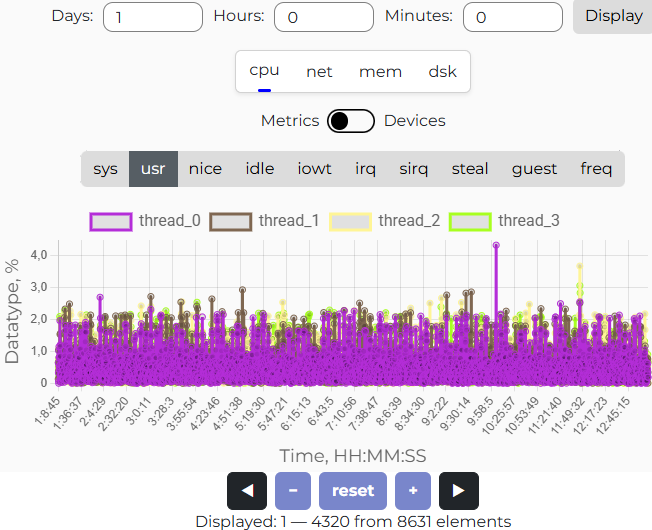 Days: 1 Hours: 0 Minutes: 0 Display
cpu net mem dsk
Metrics Devices
sys usr nice idle iowt irq sirq steal guest freq
thread_0 thread_1 thread_2 thread_3
Datatype, %
4,0
3,0
2,0
1,0
0
1:8:45 1:36:37 2:4:29 2:32:20 3:0:11 3:28:3 3:55:54 4:23:46 4:51:38 5:19:30 5:47:21 6:15:13 6:43:5 7:10:56 7:38:47 8:6:39 8:34:30 9:2:22 9:30:14 9:58:5 10:25:57 10:53:49 11:21:40 11:49:32 12:17:23 12:45:15
Time, HH:MM:SS
◀ − reset + ▶
Displayed: 1 — 4320 from 8631 elements